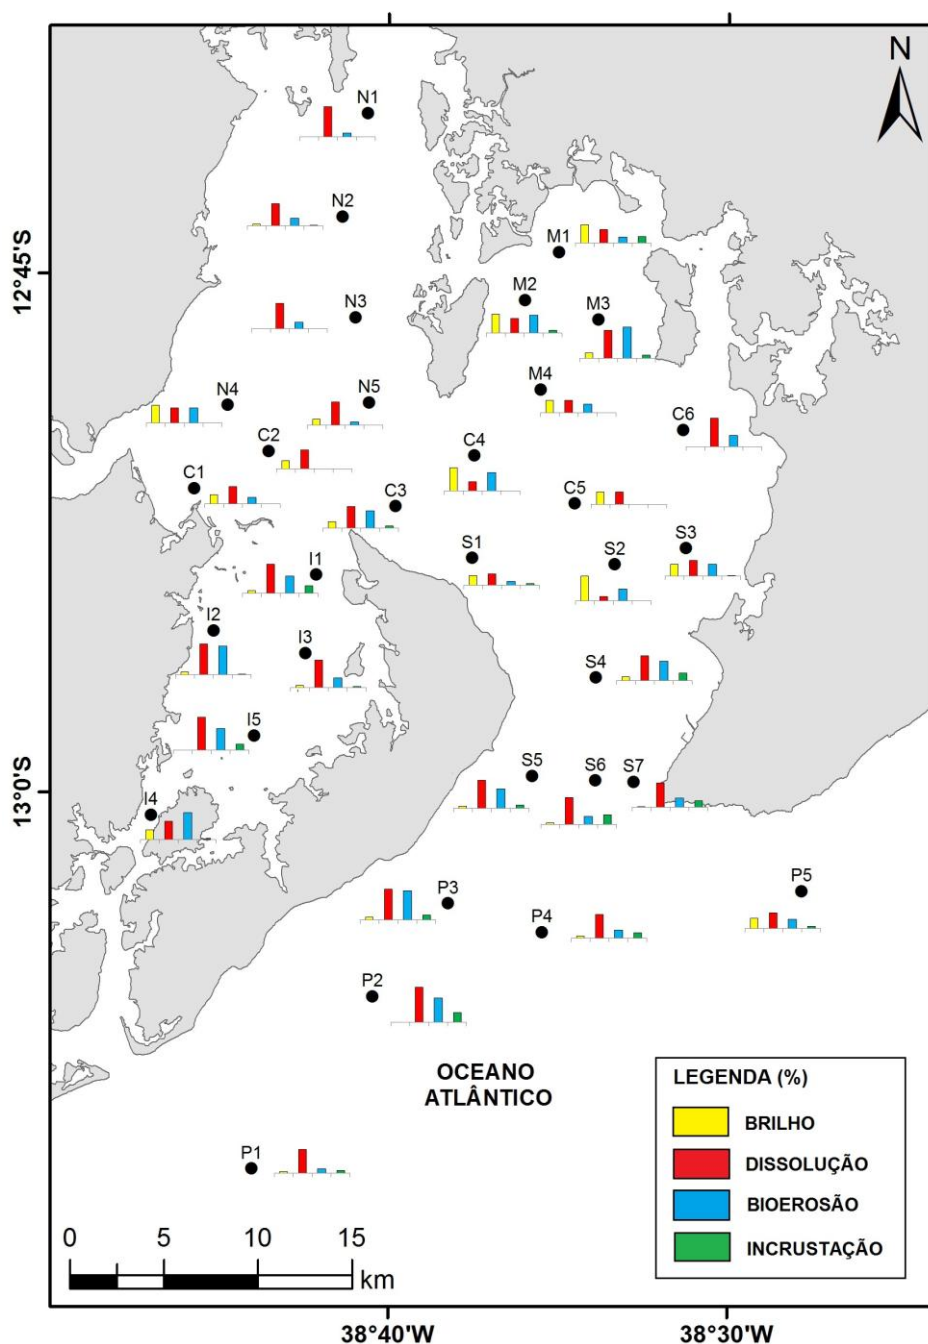 N
N1
N2
12°45'S
M1
M2
N3
M3
M4
N4
N5
C6
C2
C4
C1
C3
C5
S1
S3
S2
I1
I2
I3
S4
I5
S5
S6
S7
13°0'S
I4
P5
P3
P4
P2
OCEANO
ATLÂNTICO
LEGENDA (%)
BRILHO
DISSOLUÇÃO
BIOEROSÃO
INCRUSTAÇÃO
P1
0 5 10 15
km
38°40'W 38°30'W